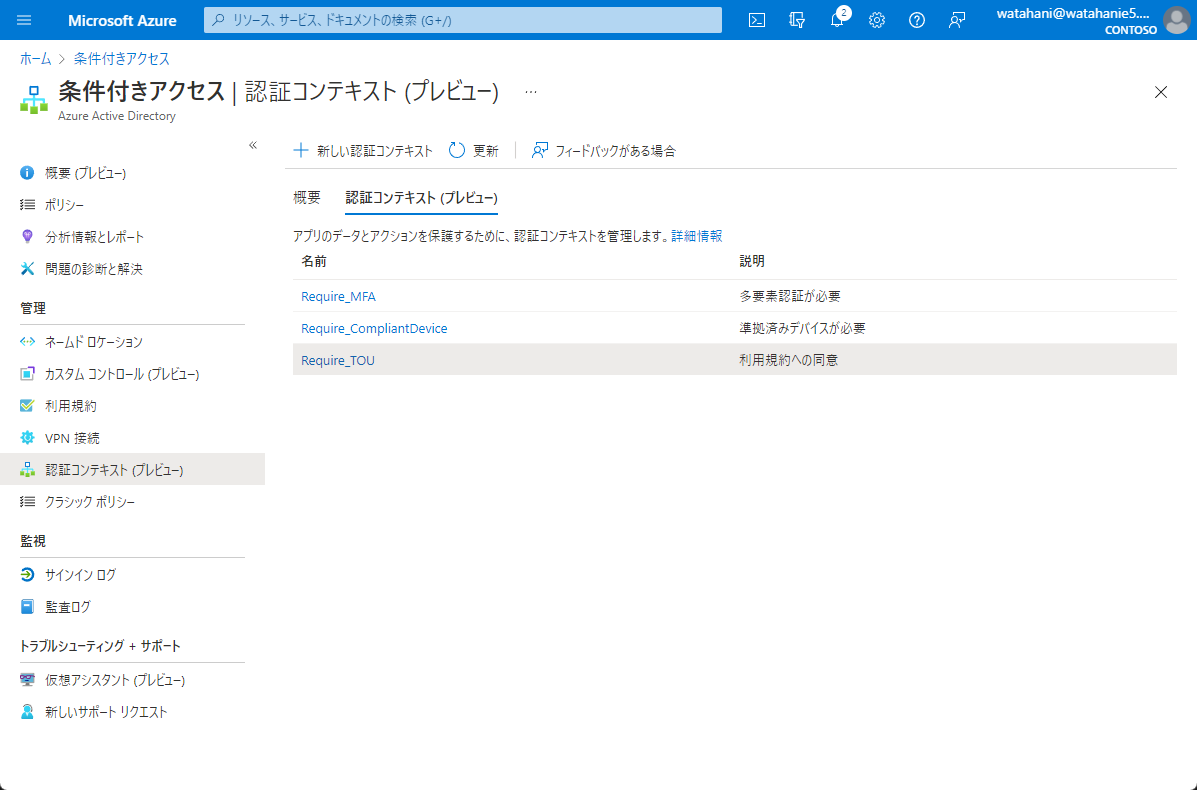 Microsoft Azure
リソース、サービス、ドキュメントの検索 (G+/)
2
watahani@watahanie5....
CONTOSO
ホーム > 条件付きアクセス
条件付きアクセス | 認証コンテキスト (プレビュー) ...
Azure Active Directory
«
概要 (プレビュー)
ポリシー
分析情報とレポート
問題の診断と解決
管理
ネームド ロケーション
カスタム コントロール (プレビュー)
利用規約
VPN 接続
認証コンテキスト (プレビュー)
クラシック ポリシー
監視
サインイン ログ
監査ログ
トラブルシューティング + サポート
仮想アシスタント (プレビュー)
新しいサポート リクエスト
新しい認証コンテキスト 更新 フィードバックがある場合
概要 認証コンテキスト (プレビュー)
アプリのデータとアクションを保護するために、認証コンテキストを管理します。詳細情報
名前 説明
Require_MFA 多要素認証が必要
Require_CompliantDevice 準拠済みデバイスが必要
Require_TOU 利用規約への同意